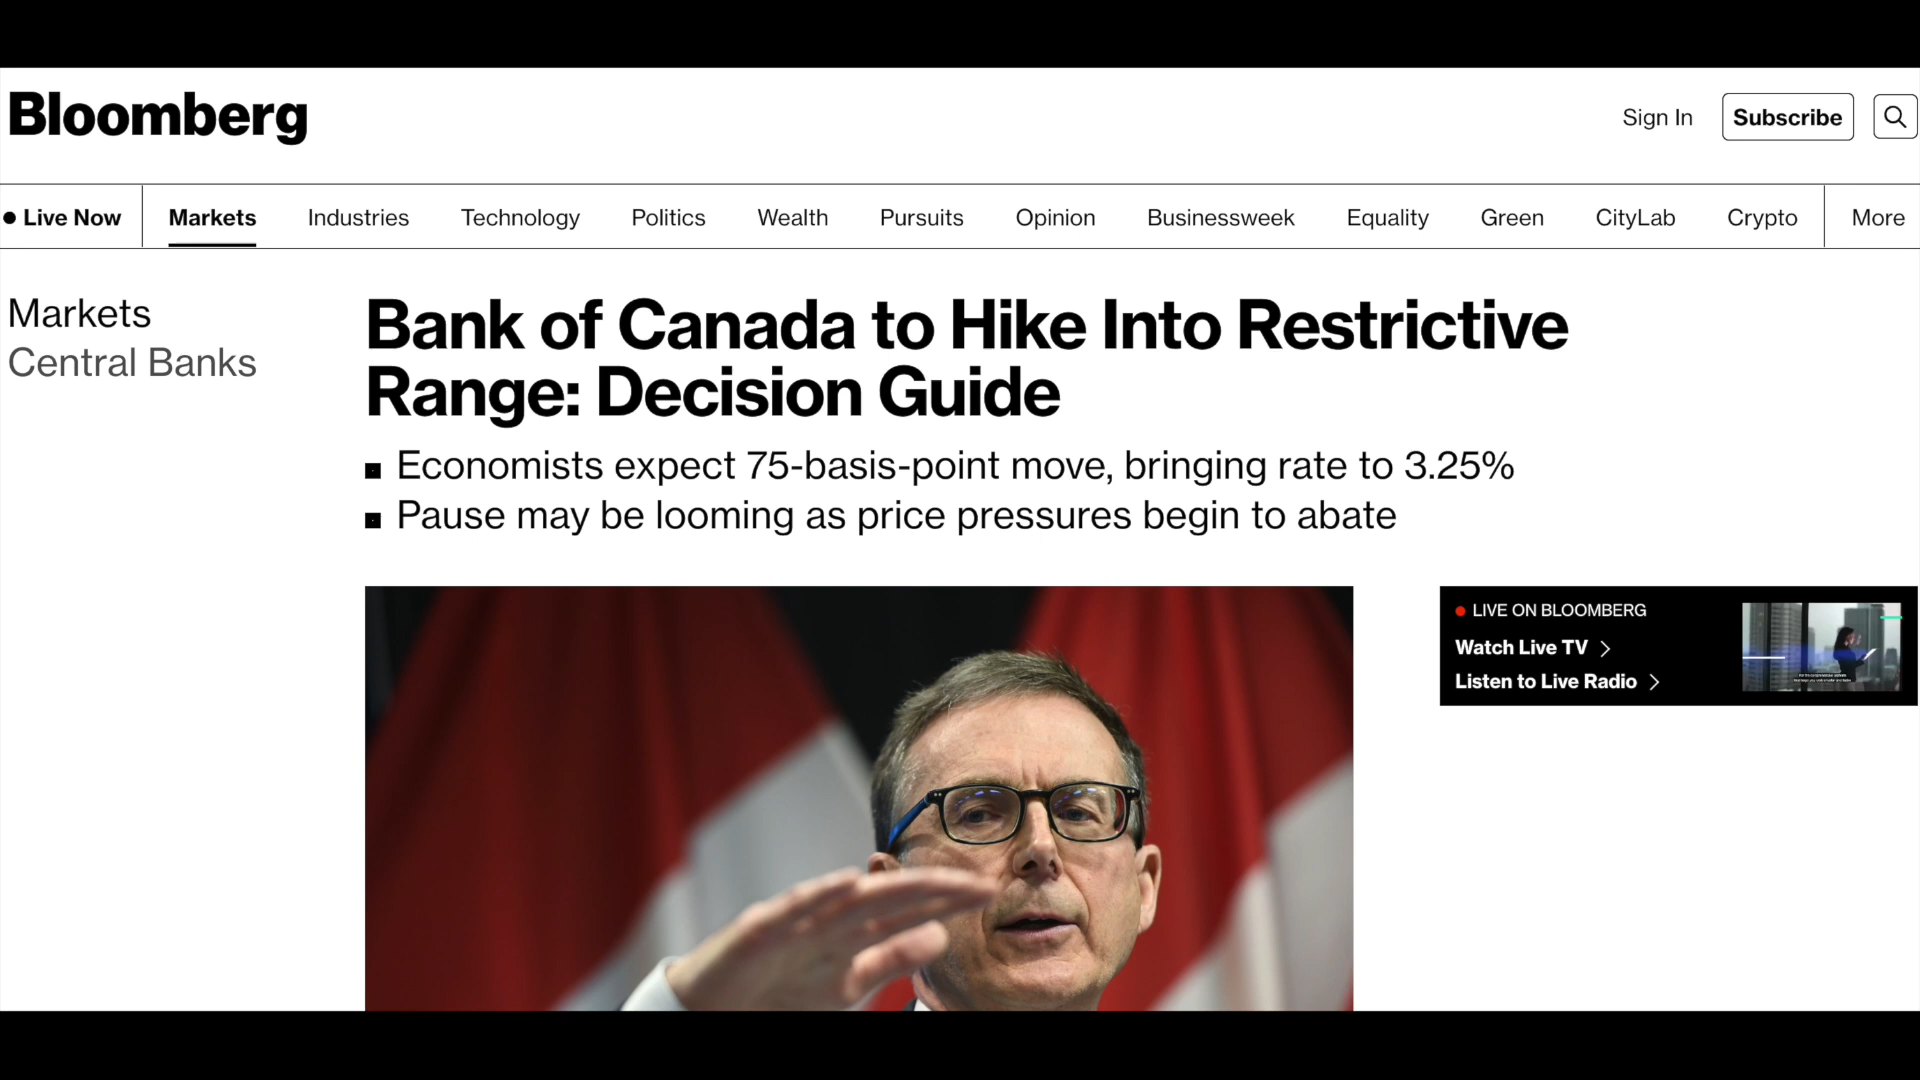 Bloomberg
Sign In
Subscribe
Live Now
Markets
Industries
Technology
Politics
Wealth
Pursuits
Opinion
Businessweek
Equality
Green
CityLab
Crypto
More
Markets
Central Banks
Bank of Canada to Hike Into Restrictive
Range: Decision Guide
Economists expect 75-basis-point move, bringing rate to 3.25%
Pause may be looming as price pressures begin to abate
LIVE ON BLOOMBERG
Watch Live TV
Listen to Live Radio